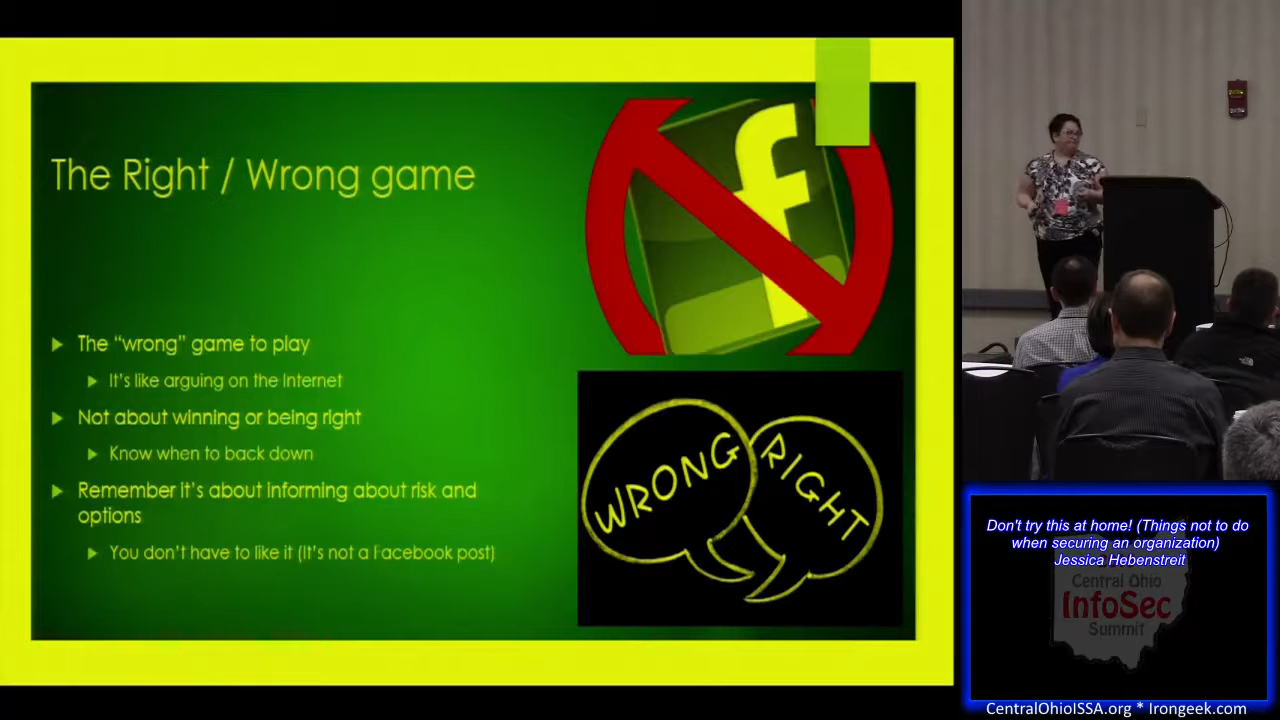 The Right / Wrong game
The “wrong” game to play
It’s like arguing on the Internet
Not about winning or being right
Know when to back down
Remember it’s about informing about risk and
options
You don’t have to like it (It’s not a Facebook post)
f
WRONG
RIGHT
Don't try this at home! (Things not to do
when securing an organization)
Jessica Hebenstreit
Central Ohio
InfoSec
Summit
CentralOhioISSA.org * Irongeek.com